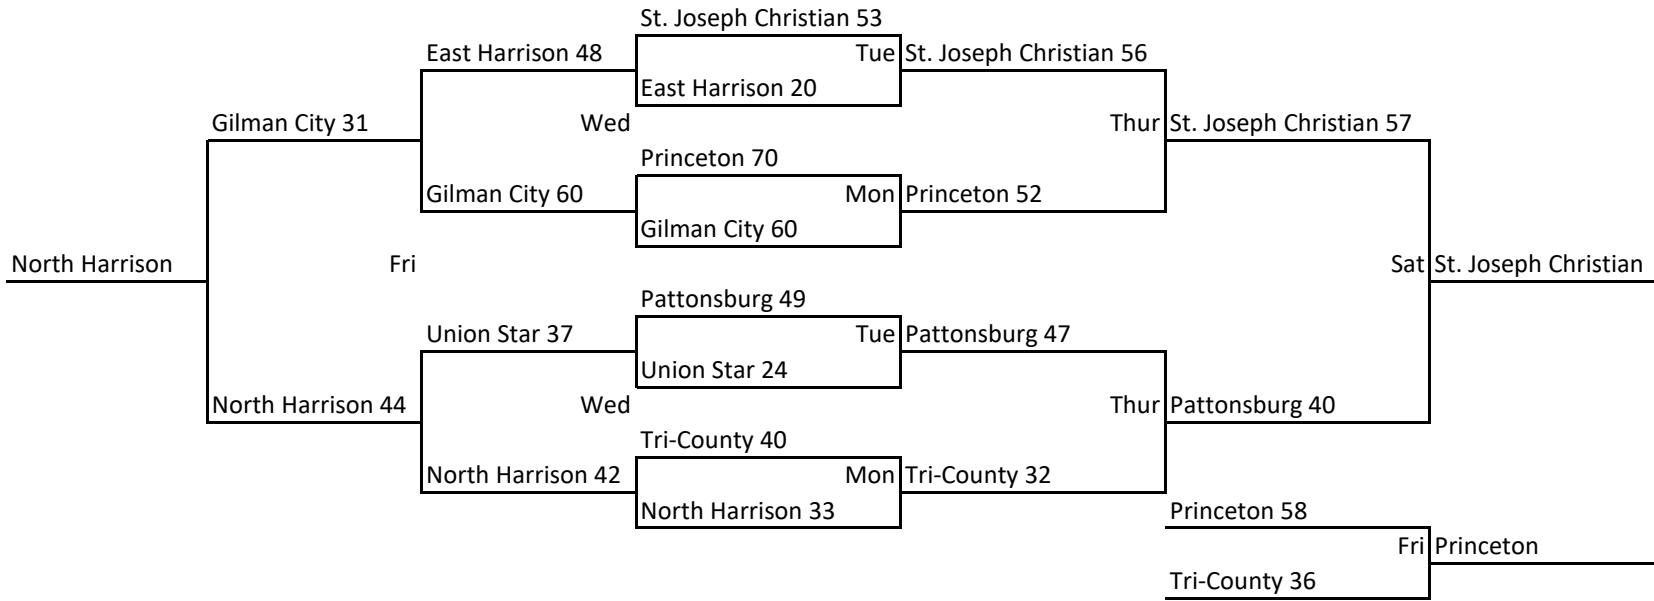 St. Joseph Christian 53
East Harrison 48
Tue
St. Joseph Christian 56
East Harrison 20
Gilman City 31
Wed
Thur
St. Joseph Christian 57
Princeton 70
Gilman City 60
Mon
Princeton 52
Gilman City 60
North Harrison
Fri
Sat
St. Joseph Christian
Pattonsburg 49
Union Star 37
Tue
Pattonsburg 47
Union Star 24
North Harrison 44
Wed
Thur
Pattonsburg 40
Tri-County 40
North Harrison 42
Mon
Tri-County 32
North Harrison 33
Princeton 58
Fri
Princeton
Tri-County 36